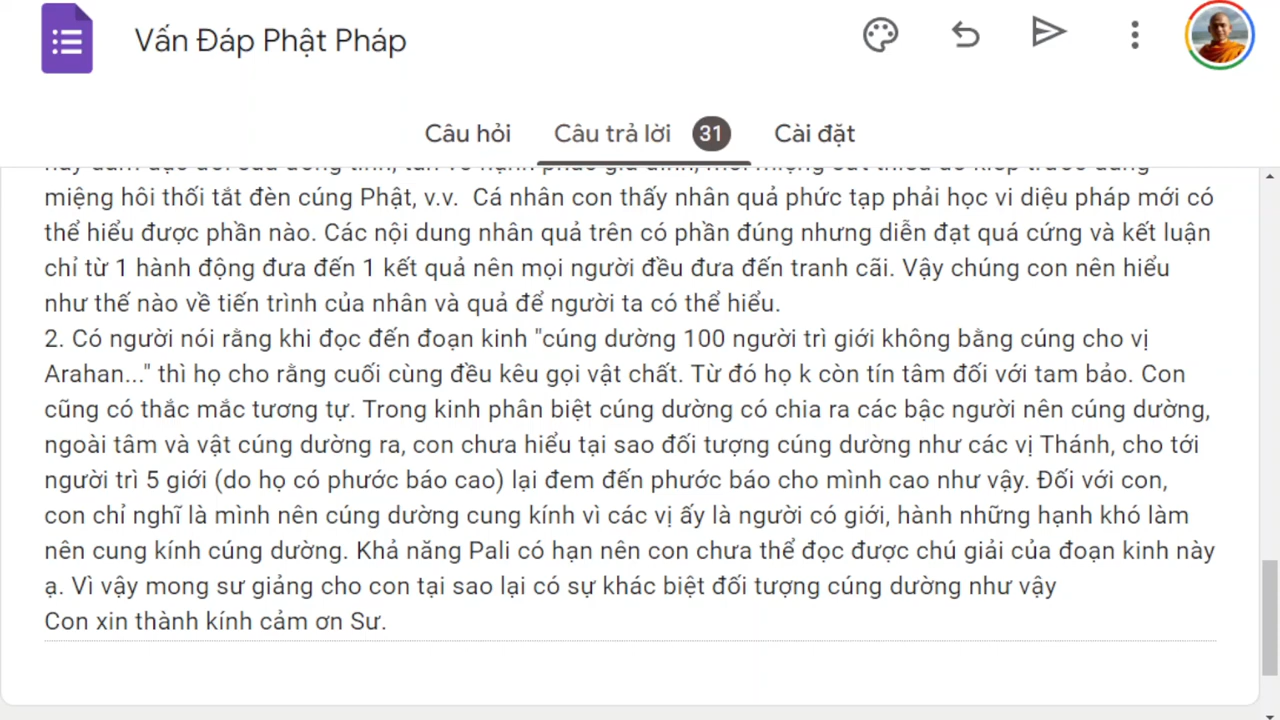 Vấn Đáp Phật Pháp
Câu hỏi
Câu trả lời
31
Cài đặt
miệng hôi thối tắt đèn cúng Phật, v.v. Cá nhân con thấy nhân quả phức tạp phải học vi diệu pháp mới có
thể hiểu được phần nào. Các nội dung nhân quả trên có phần đúng nhưng diễn đạt quá cứng và kết luận
chỉ từ 1 hành động đưa đến 1 kết quả nên mọi người đều đưa đến tranh cãi. Vậy chúng con nên hiểu
như thế nào về tiến trình của nhân và quả để người ta có thể hiểu.
2. Có người nói rằng khi đọc đến đoạn kinh "cúng dường 100 người trì giới không bằng cúng cho vị
Arahan..." thì họ cho rằng cuối cùng đều kêu gọi vật chất. Từ đó họ k còn tín tâm đối với tam bảo. Con
cũng có thắc mắc tương tự. Trong kinh phân biệt cúng dường có chia ra các bậc người nên cúng dường,
ngoài tâm và vật cúng dường ra, con chưa hiểu tại sao đối tượng cúng dường như các vị Thánh, cho tới
người trì 5 giới (do họ có phước báo cao) lại đem đến phước báo cho mình cao như vậy. Đối với con,
con chỉ nghĩ là mình nên cúng dường cung kính vì các vị ấy là người có giới, hành những hạnh khó làm
nên cung kính cúng dường. Khả năng Pali có hạn nên con chưa thể đọc được chú giải của đoạn kinh này
ạ. Vì vậy mong sư giảng cho con tại sao lại có sự khác biệt đối tượng cúng dường như vậy
Con xin thành kính cảm ơn Sư.